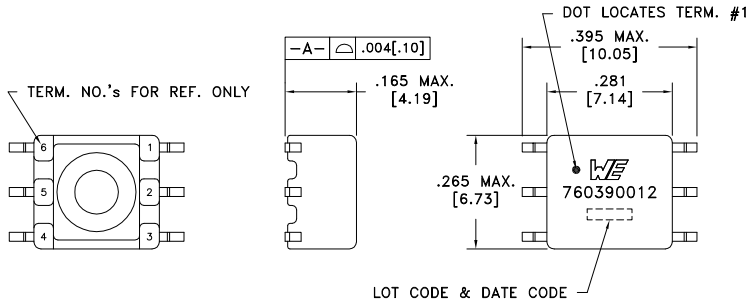 DOT LOCATES TERM. #1
.395 MAX.
[10.05]
-A- ⌓ .004[.10]
.165 MAX.
[4.19]
.281
[7.14]
TERM. NO.'s FOR REF. ONLY
6 1
5 2
4 3
.265 MAX.
[6.73]
WE
760390012
LOT CODE & DATE CODE